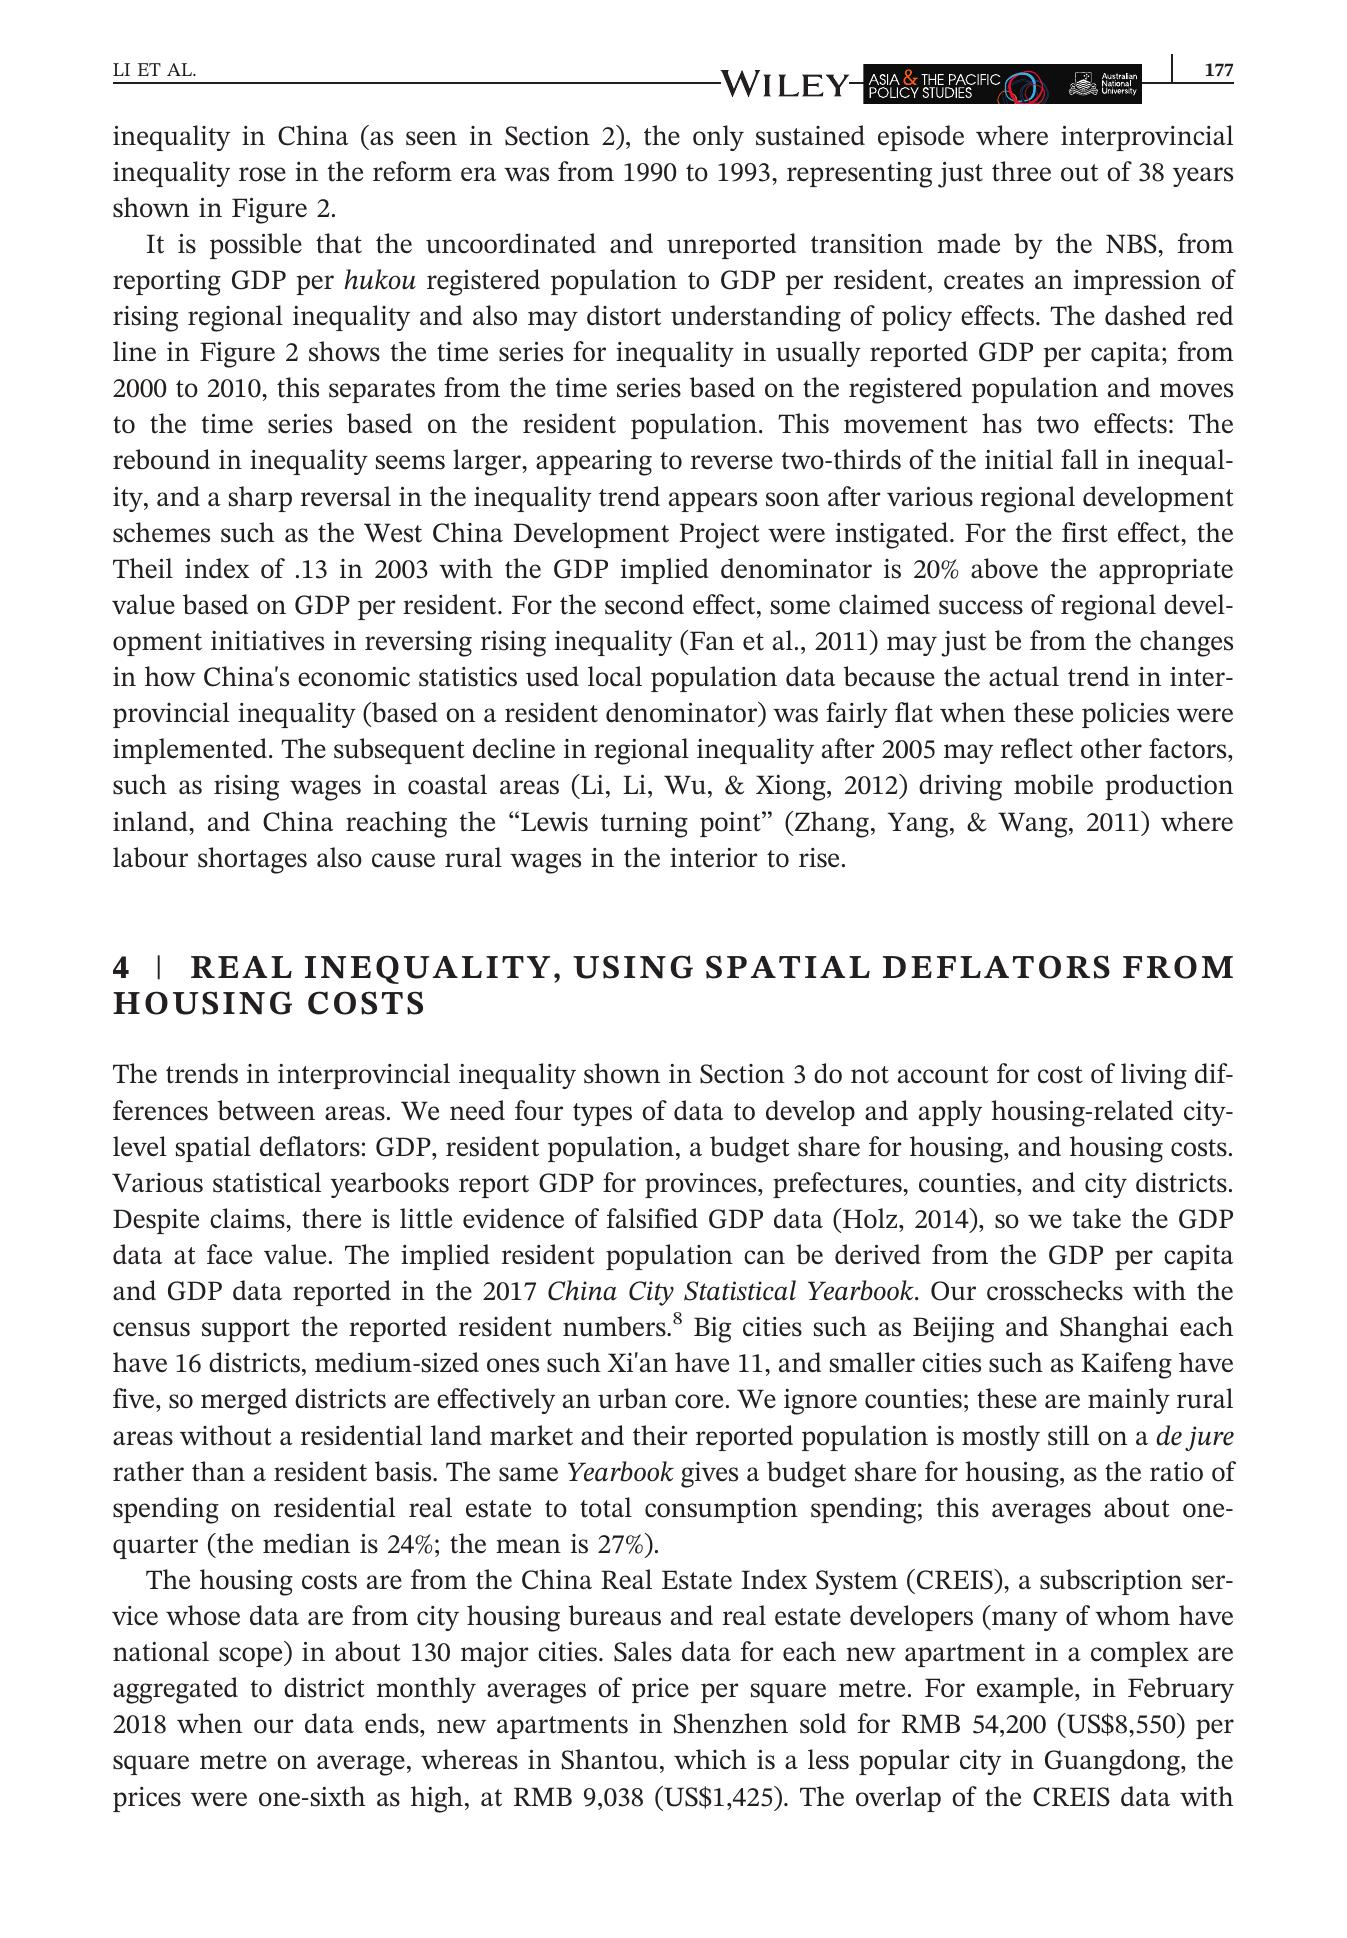 LI ET AL.
WILEY
ASIA & THE PACIFIC
POLICY STUDIES
Australian
National
University
177
inequality in China (as seen in Section 2), the only sustained episode where interprovincial
inequality rose in the reform era was from 1990 to 1993, representing just three out of 38 years
shown in Figure 2.
It is possible that the uncoordinated and unreported transition made by the NBS, from
reporting GDP per hukou registered population to GDP per resident, creates an impression of
rising regional inequality and also may distort understanding of policy effects. The dashed red
line in Figure 2 shows the time series for inequality in usually reported GDP per capita; from
2000 to 2010, this separates from the time series based on the registered population and moves
to the time series based on the resident population. This movement has two effects: The
rebound in inequality seems larger, appearing to reverse two-thirds of the initial fall in inequal-
ity, and a sharp reversal in the inequality trend appears soon after various regional development
schemes such as the West China Development Project were instigated. For the first effect, the
Theil index of .13 in 2003 with the GDP implied denominator is 20% above the appropriate
value based on GDP per resident. For the second effect, some claimed success of regional devel-
opment initiatives in reversing rising inequality (Fan et al., 2011) may just be from the changes
in how China's economic statistics used local population data because the actual trend in inter-
provincial inequality (based on a resident denominator) was fairly flat when these policies were
implemented. The subsequent decline in regional inequality after 2005 may reflect other factors,
such as rising wages in coastal areas (Li, Li, Wu, & Xiong, 2012) driving mobile production
inland, and China reaching the “Lewis turning point” (Zhang, Yang, & Wang, 2011) where
labour shortages also cause rural wages in the interior to rise.
4 | REAL INEQUALITY, USING SPATIAL DEFLATORS FROM
HOUSING COSTS
The trends in interprovincial inequality shown in Section 3 do not account for cost of living dif-
ferences between areas. We need four types of data to develop and apply housing-related city-
level spatial deflators: GDP, resident population, a budget share for housing, and housing costs.
Various statistical yearbooks report GDP for provinces, prefectures, counties, and city districts.
Despite claims, there is little evidence of falsified GDP data (Holz, 2014), so we take the GDP
data at face value. The implied resident population can be derived from the GDP per capita
and GDP data reported in the 2017 China City Statistical Yearbook. Our crosschecks with the
census support the reported resident numbers.8 Big cities such as Beijing and Shanghai each
have 16 districts, medium-sized ones such Xi'an have 11, and smaller cities such as Kaifeng have
five, so merged districts are effectively an urban core. We ignore counties; these are mainly rural
areas without a residential land market and their reported population is mostly still on a de jure
rather than a resident basis. The same Yearbook gives a budget share for housing, as the ratio of
spending on residential real estate to total consumption spending; this averages about one-
quarter (the median is 24%; the mean is 27%).
The housing costs are from the China Real Estate Index System (CREIS), a subscription ser-
vice whose data are from city housing bureaus and real estate developers (many of whom have
national scope) in about 130 major cities. Sales data for each new apartment in a complex are
aggregated to district monthly averages of price per square metre. For example, in February
2018 when our data ends, new apartments in Shenzhen sold for RMB 54,200 (US$8,550) per
square metre on average, whereas in Shantou, which is a less popular city in Guangdong, the
prices were one-sixth as high, at RMB 9,038 (US$1,425). The overlap of the CREIS data with